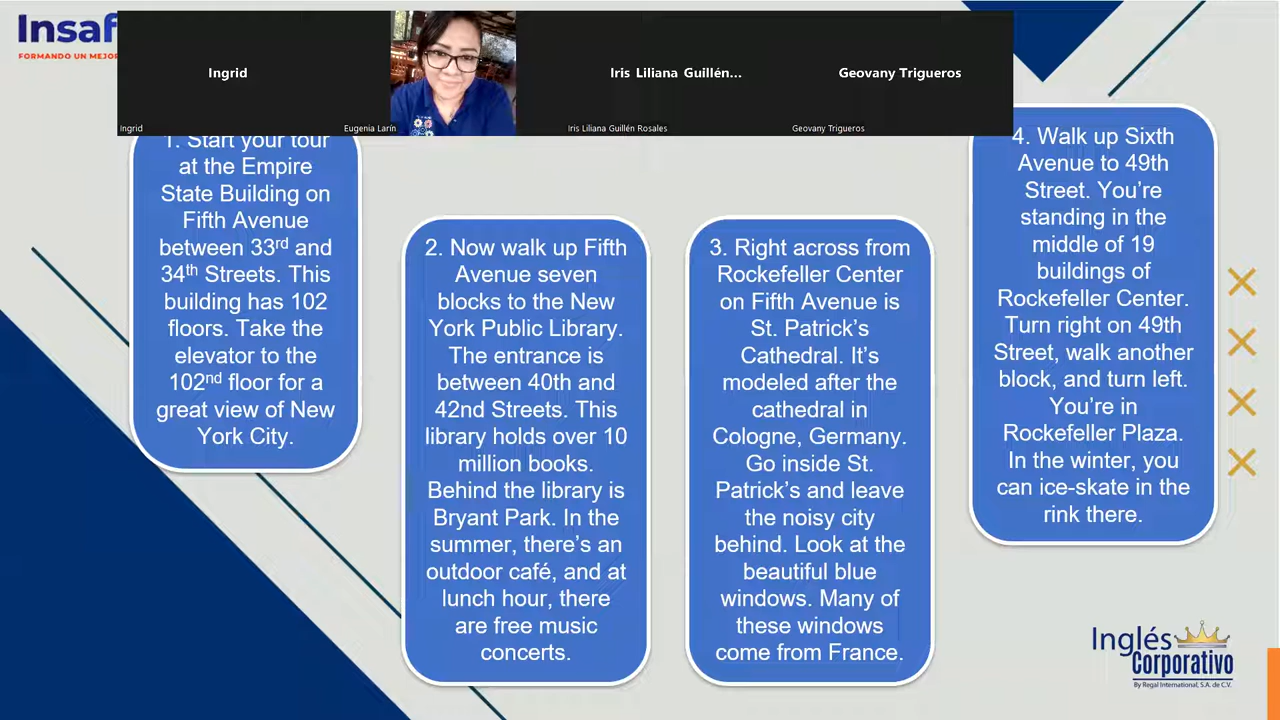 Insaf
FORMANDO UN MEJOR
Ingrid
Iris Liliana Guillén...
Geovany Trigueros
Ingrid
Eugenia Larín
Iris Liliana Guillén Rosales
Geovany Trigueros
1. Start your tour
at the Empire
State Building on
Fifth Avenue
between 33rd and
34th Streets. This
building has 102
floors. Take the
elevator to the
102nd floor for a
great view of New
York City.
2. Now walk up Fifth
Avenue seven
blocks to the New
York Public Library.
The entrance is
between 40th and
42nd Streets. This
library holds over 10
million books.
Behind the library is
Bryant Park. In the
summer, there’s an
outdoor café, and at
lunch hour, there
are free music
concerts.
3. Right across from
Rockefeller Center
on Fifth Avenue is
St. Patrick’s
Cathedral. It’s
modeled after the
cathedral in
Cologne, Germany.
Go inside St.
Patrick’s and leave
the noisy city
behind. Look at the
beautiful blue
windows. Many of
these windows
come from France.
4. Walk up Sixth
Avenue to 49th
Street. You’re
standing in the
middle of 19
buildings of
Rockefeller Center.
Turn right on 49th
Street, walk another
block, and turn left.
You’re in
Rockefeller Plaza.
In the winter, you
can ice-skate in the
rink there.
Inglés
Corporativo
By Regal International, S.A. de C.V.